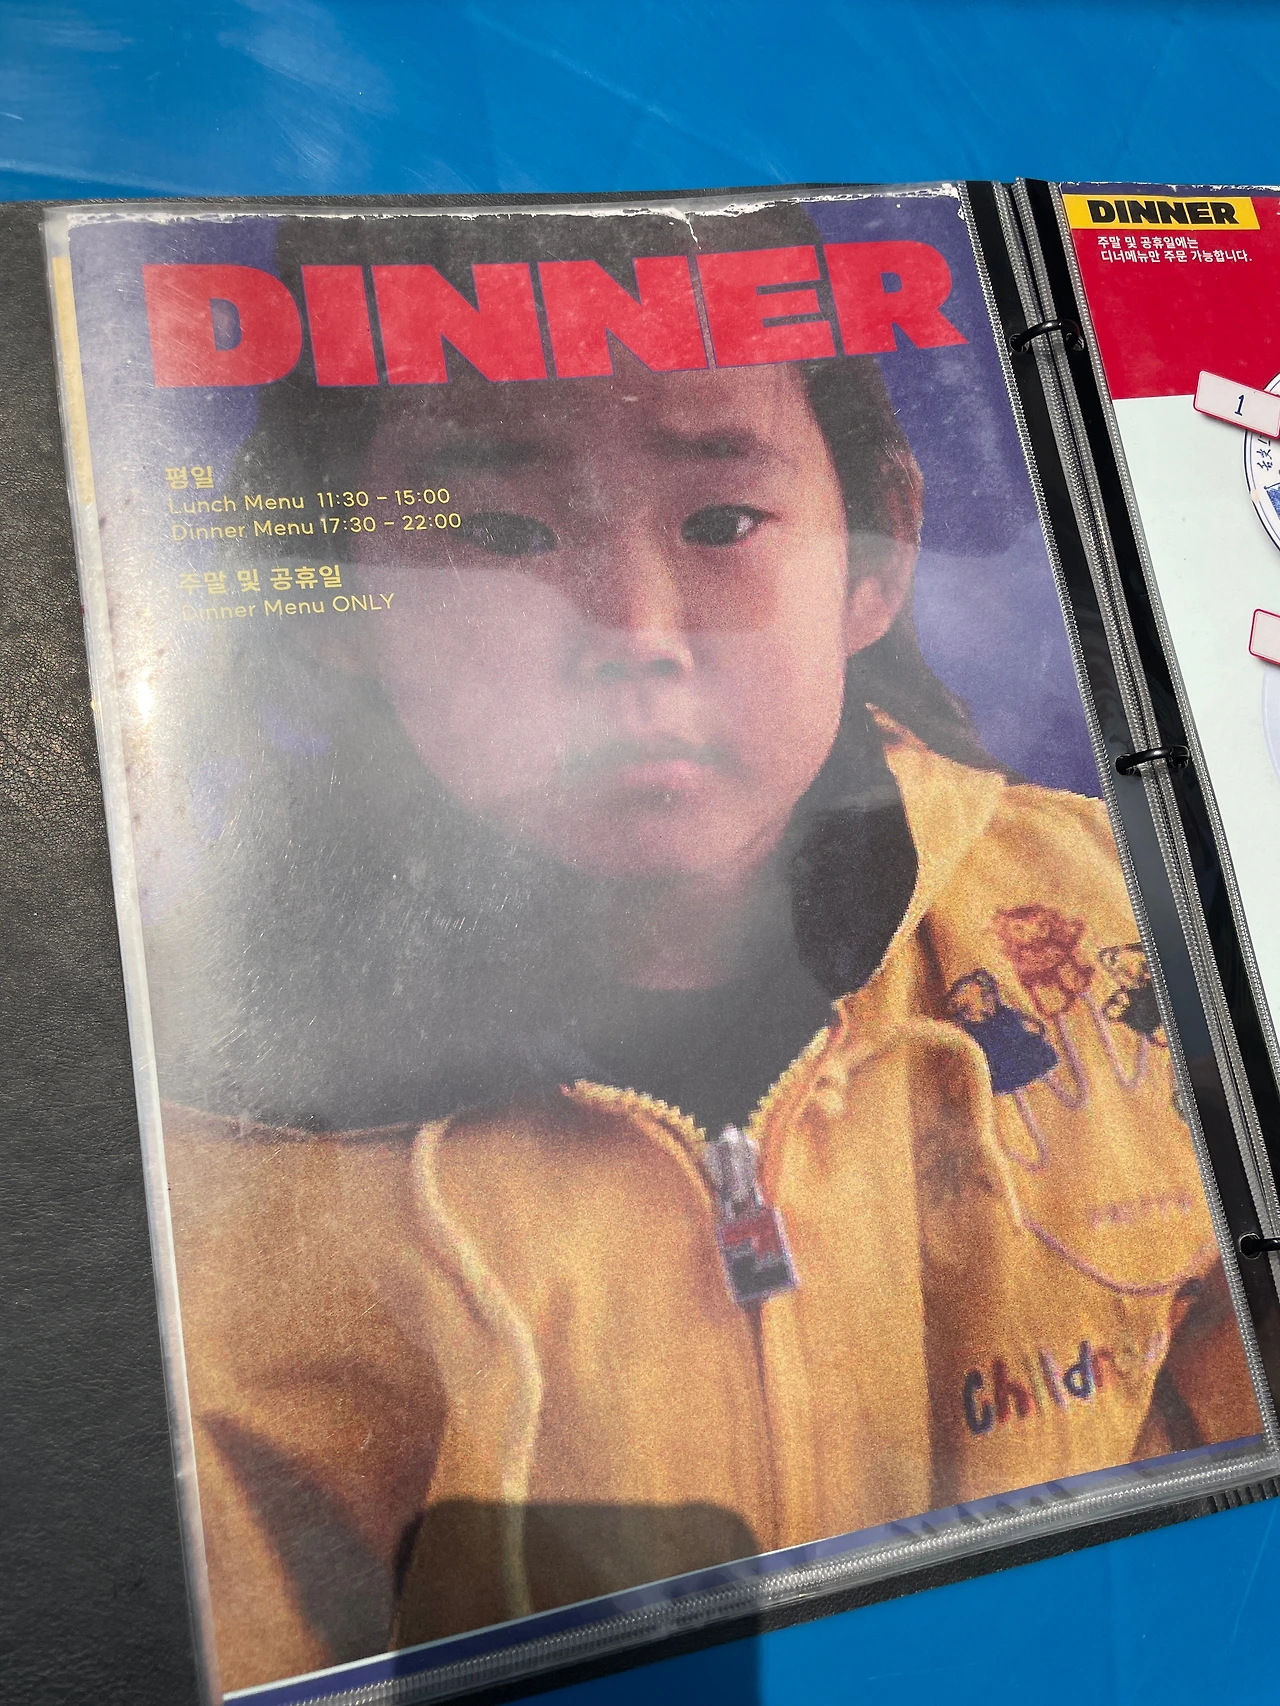 DINNER
평일
Lunch Menu 11:30 - 15:00
Dinner Menu 17:30 - 22:00
주말 및 공휴일
Dinner Menu ONLY
DINNER
주말 및 공휴일에는
디너메뉴만 주문 가능합니다.
1